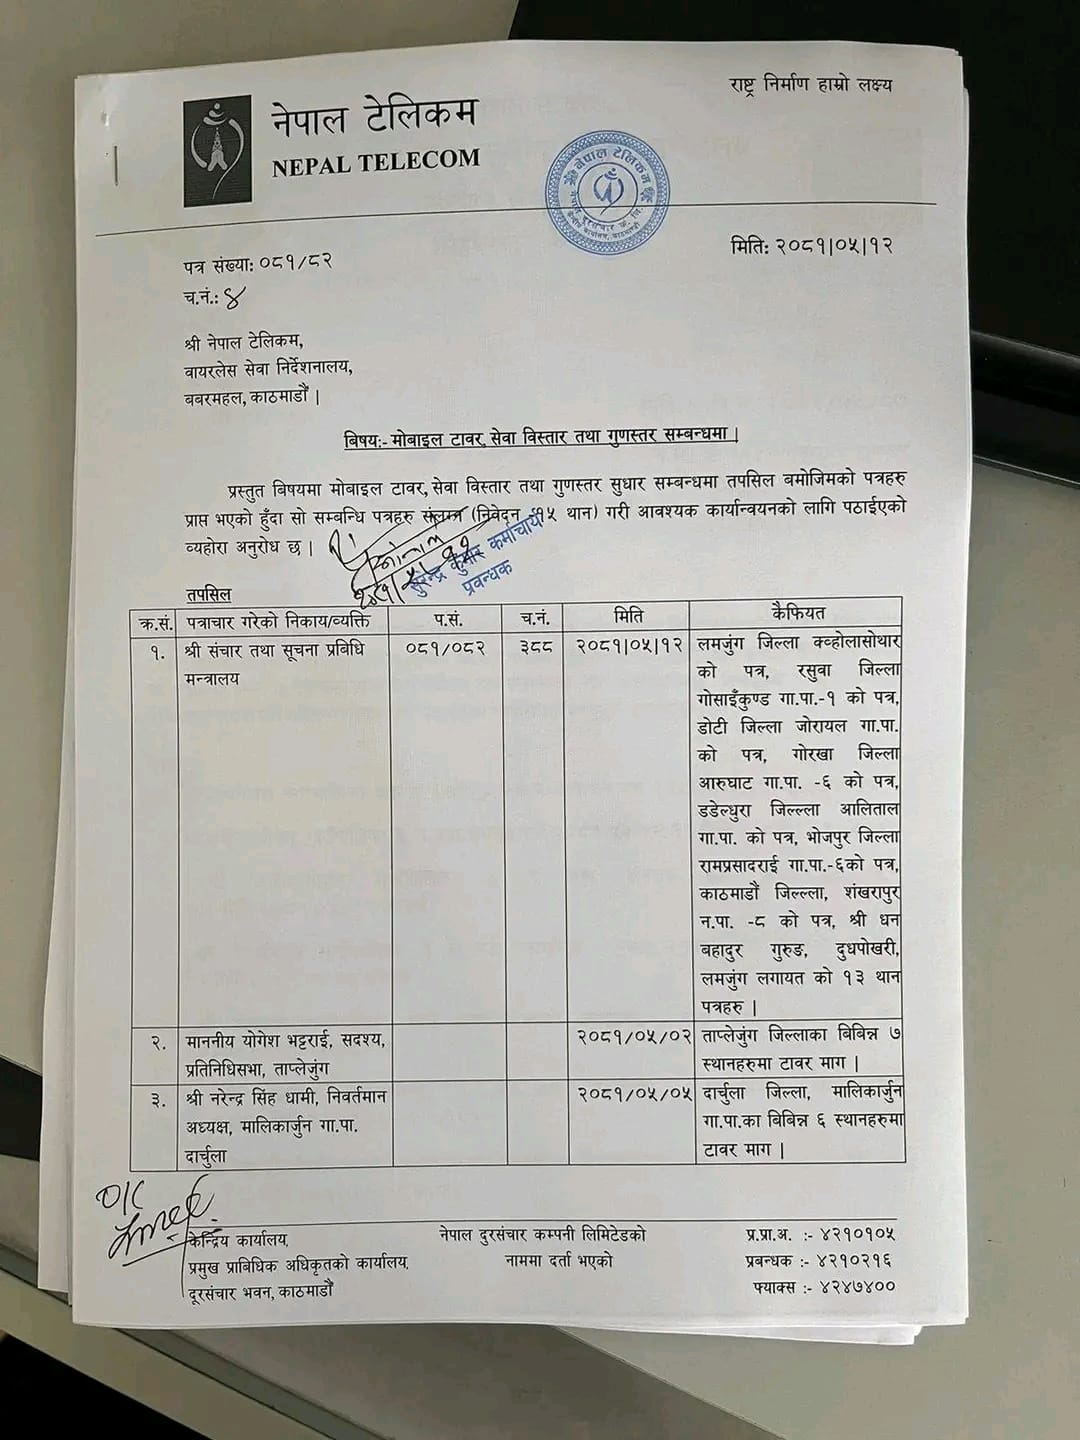 राष्ट्र निर्माण हाम्रो लक्ष्य
नेपाल टेलिकम
NEPAL TELECOM
नेपाल टेलिकम
मिति: २०८१|०५|१२
पत्र संख्या: ०८१/८२
च.नं.: ४
श्री नेपाल टेलिकम,
वायरलेस सेवा निर्देशनालय,
बबरमहल, काठमाडौं |
बिषय:- मोबाइल टावर, सेवा विस्तार तथा गुणस्तर सम्बन्धमा |
प्रस्तुत बिषयमा मोबाइल टावर, सेवा विस्तार तथा गुणस्तर सुधार सम्बन्धमा तपसिल बमोजिमको पत्रहरु
प्राप्त भएको हुँदा सो सम्बन्धि पत्रहरु संलग्न (निवेदन १५ थान) गरी आवश्यक कार्यान्वयनको लागि पठाईएको
व्यहोरा अनुरोध छ |
सुरेन्द्र कुमार कर्माचार्य
प्रवन्धक
तपसिल
क्र.सं. पत्राचार गरेको निकाय/व्यक्ति प.सं. च.नं. मिति कैफियत
१. श्री संचार तथा सूचना प्रबिधि ०८१/०८२ ३८८ २०८१|०५|१२ लमजुंग जिल्ला क्व्होलासोथार
मन्त्रालय को पत्र, रसुवा जिल्ला
गोसाइँकुण्ड गा.पा.-१ को पत्र,
डोटी जिल्ला जोरायल गा.पा.
को पत्र, गोरखा जिल्ला
आरुघाट गा.पा. -६ को पत्र,
डडेल्धुरा जिल्ल्ला आलिताल
गा.पा. को पत्र, भोजपुर जिल्ला
रामप्रसादराई गा.पा.-६को पत्र,
काठमाडौं जिल्ल्ला, शंखरापुर
न.पा. -८ को पत्र, श्री धन
बहादुर गुरुङ, दुधपोखरी,
लमजुंग लगायत को १३ थान
पत्रहरु |
२. माननीय योगेश भट्टराई, सदश्य, २०८१/०५/०२ ताप्लेजुंग जिल्लाका बिबिन्न ७
प्रतिनिधिसभा, ताप्लेजुंग स्थानहरुमा टावर माग |
३. श्री नरेन्द्र सिंह धामी, निवर्तमान २०८१/०५/०५ दार्चुला जिल्ला, मालिकार्जुन
अध्यक्ष, मालिकार्जुन गा.पा. गा.पा.का बिबिन्न ६ स्थानहरुमा
दार्चुला टावर माग |
O/C
केन्द्रिय कार्यालय, नेपाल दुरसंचार कम्पनी लिमिटेडको प्र.प्रा.अ. :- ४२१०१०५
प्रमुख प्राबिधिक अधिकृतको कार्यालय, नाममा दर्ता भएको प्रबन्धक :- ४२१०२१६
दूरसंचार भवन, काठमाडौं फ्याक्स :- ४२४७४००